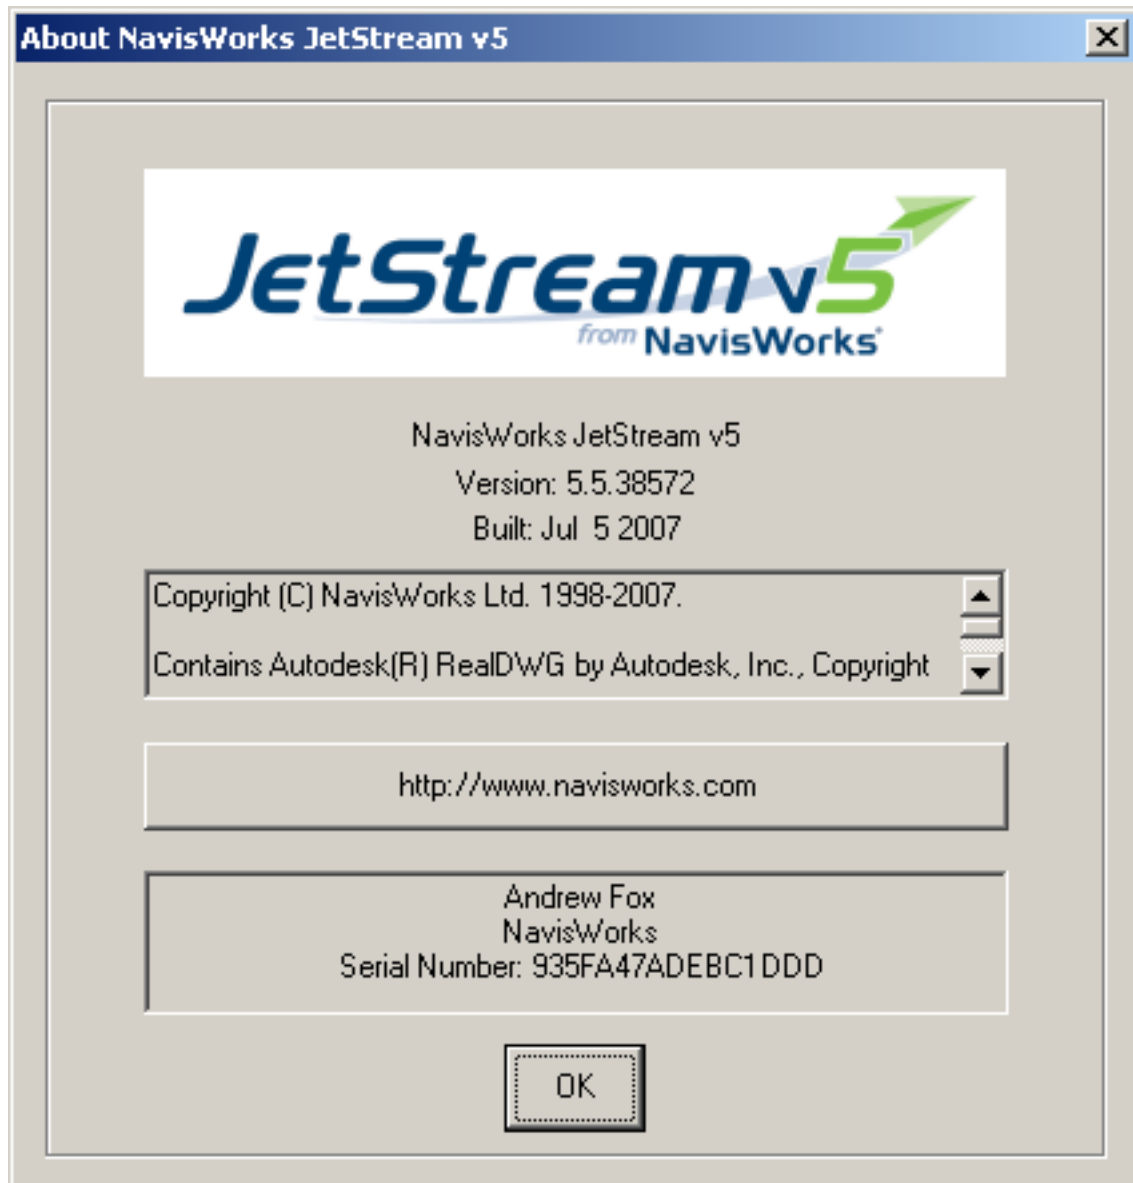 About NavisWorks JetStream v5
JetStream v5
from NavisWorks®
NavisWorks JetStream v5
Version: 5.5.38572
Built: Jul  5 2007
Copyright (C) NavisWorks Ltd. 1998-2007.
Contains Autodesk(R) RealDWG by Autodesk, Inc., Copyright
http://www.navisworks.com
Andrew Fox
NavisWorks
Serial Number: 935FA47ADEBC1DDD
OK